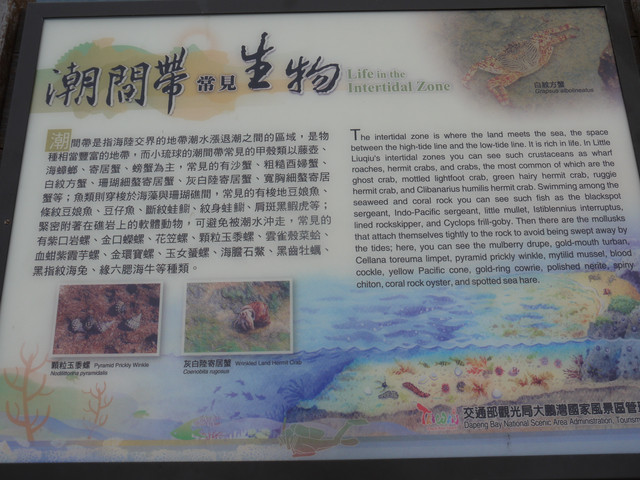 潮間帶 常見 生物
Life in the
Intertidal Zone
白紋方蟹
Grapsus albolineatus
潮間帶是指海陸交界的地帶潮水漲退潮之間的區域，是物
種相當豐富的地帶，而小琉球的潮間帶常見的甲殼類以藤壺、
海蟑螂、寄居蟹、螃蟹為主，常見的有沙蟹、粗糙酋婦蟹、
白紋方蟹、珊瑚細螯寄居蟹、灰白陸寄居蟹、寬胸細螯寄居
蟹等；魚類則穿梭於海藻與珊瑚礁間，常見的有梭地豆娘魚、
條紋豆娘魚、豆仔魚、斷紋蛙鳚、紋身蛙鳚、肩斑黑鰕虎等；
緊密附著在礁岩上的軟體動物，可避免被潮水沖走，常見的
有紫口岩螺、金口蠑螺、花笠螺、顆粒玉黍螺、雲雀殼菜蛤、
血蚶紫霞芋螺、金環寶螺、玉女蜑螺、海膽石鱉、黑齒牡蠣、
黑指紋海兔、緣六腮海牛等種類。
The intertidal zone is where the land meets the sea, the space
between the high-tide line and the low-tide line. It is rich in life. In Little
Liuqiu's intertidal zones you can see such crustaceans as wharf
roaches, hermit crabs, and crabs, the most common of which are the
ghost crab, mottled lightfoot crab, green hairy hermit crab, ruggie
hermit crab, and Clibanarius humilis hermit crab. Swimming among the
seaweed and coral rocky you can see such fish as the blackspot
sergeant, Indo-Pacific sergeant, little mullet, Istiblennius interruptus,
lined rockskipper, and Cyclops frill-goby. Then there are the mollusks
that attach themselves tightly to the rock to avoid being swept away by
the tides; here, you can see the mulberry drupe, gold-mouth turban,
Cellana toreuma limpet, pyramid prickly winkle, mytilid mussel, blood
cockle, yellow Pacific cone, gold-ring cowrie, polished nerite, spiny
chiton, coral rock oyster, and spotted sea hare.
顆粒玉黍螺 Pyramid Prickly Winkle
Nodilittorina pyramidalis
灰白陸寄居蟹 Wrinkled Land Hermit Crab
Coenobita rugosus
交通部觀光局大鵬灣國家風景區管
Dapeng Bay National Scenic Area Administration, Tourism